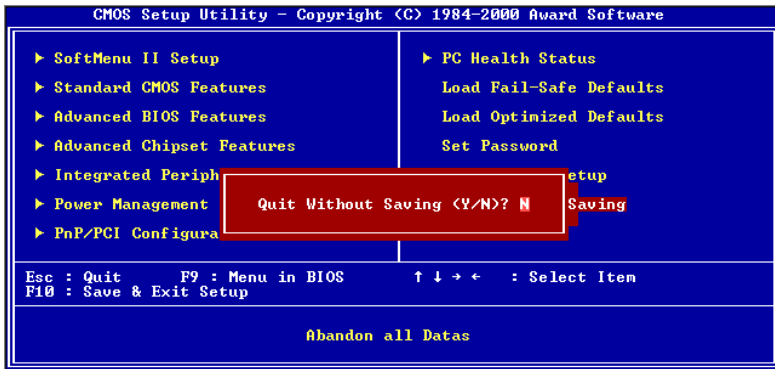 CMOS Setup Utility - Copyright (C) 1984-2000 Award Software
▶ SoftMenu II Setup
▶ Standard CMOS Features
▶ Advanced BIOS Features
▶ Advanced Chipset Features
▶ Integrated Periph
▶ Power Management
▶ PnP/PCI Configura
▶ PC Health Status
Load Fail-Safe Defaults
Load Optimized Defaults
Set Password
etup
Saving
Quit Without Saving (Y/N)? N
Esc : Quit F9 : Menu in BIOS ↑ ↓ → ← : Select Item
F10 : Save & Exit Setup
Abandon all Datas